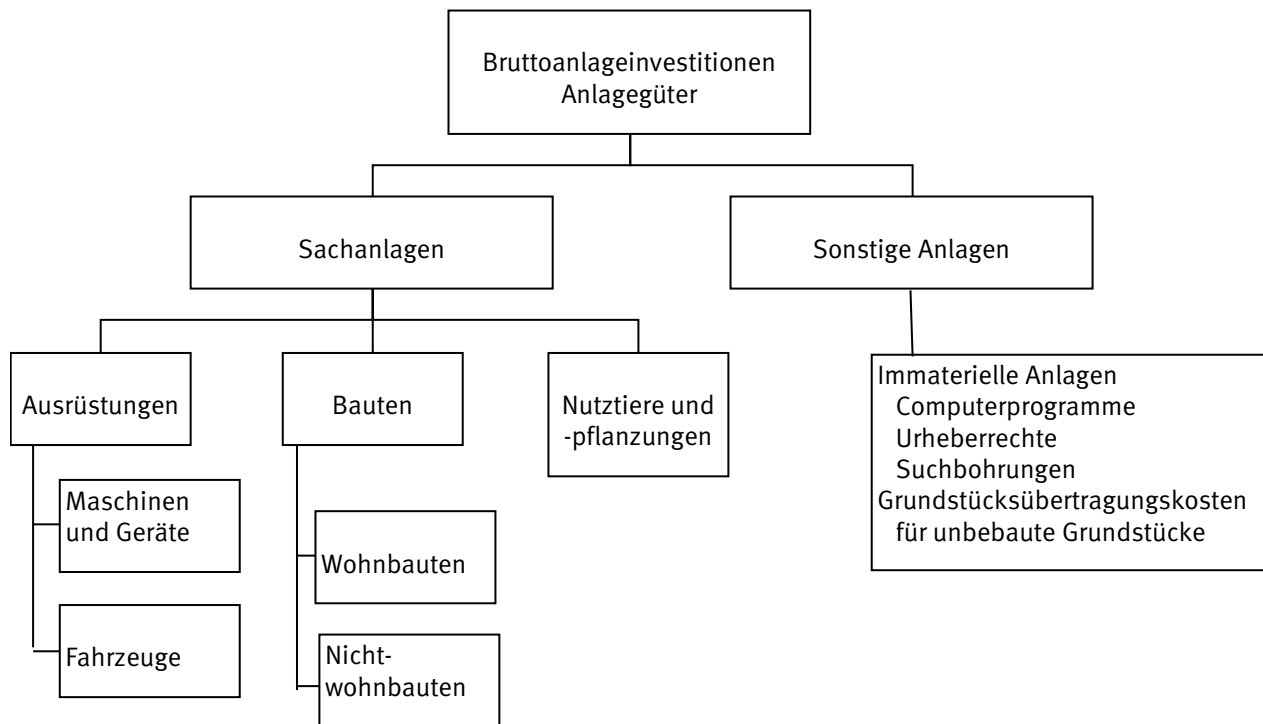 Bruttoanlageinvestitionen
Anlagegüter
Sachanlagen
Sonstige Anlagen
Ausrüstungen
Bauten
Nutztiere und
-pflanzungen
Immaterielle Anlagen
Computerprogramme
Urheberrechte
Suchbohrungen
Grundstücksübertragungskosten
für unbebaute Grundstücke
Maschinen
und Geräte
Wohnbauten
Fahrzeuge
Nicht-
wohnbauten